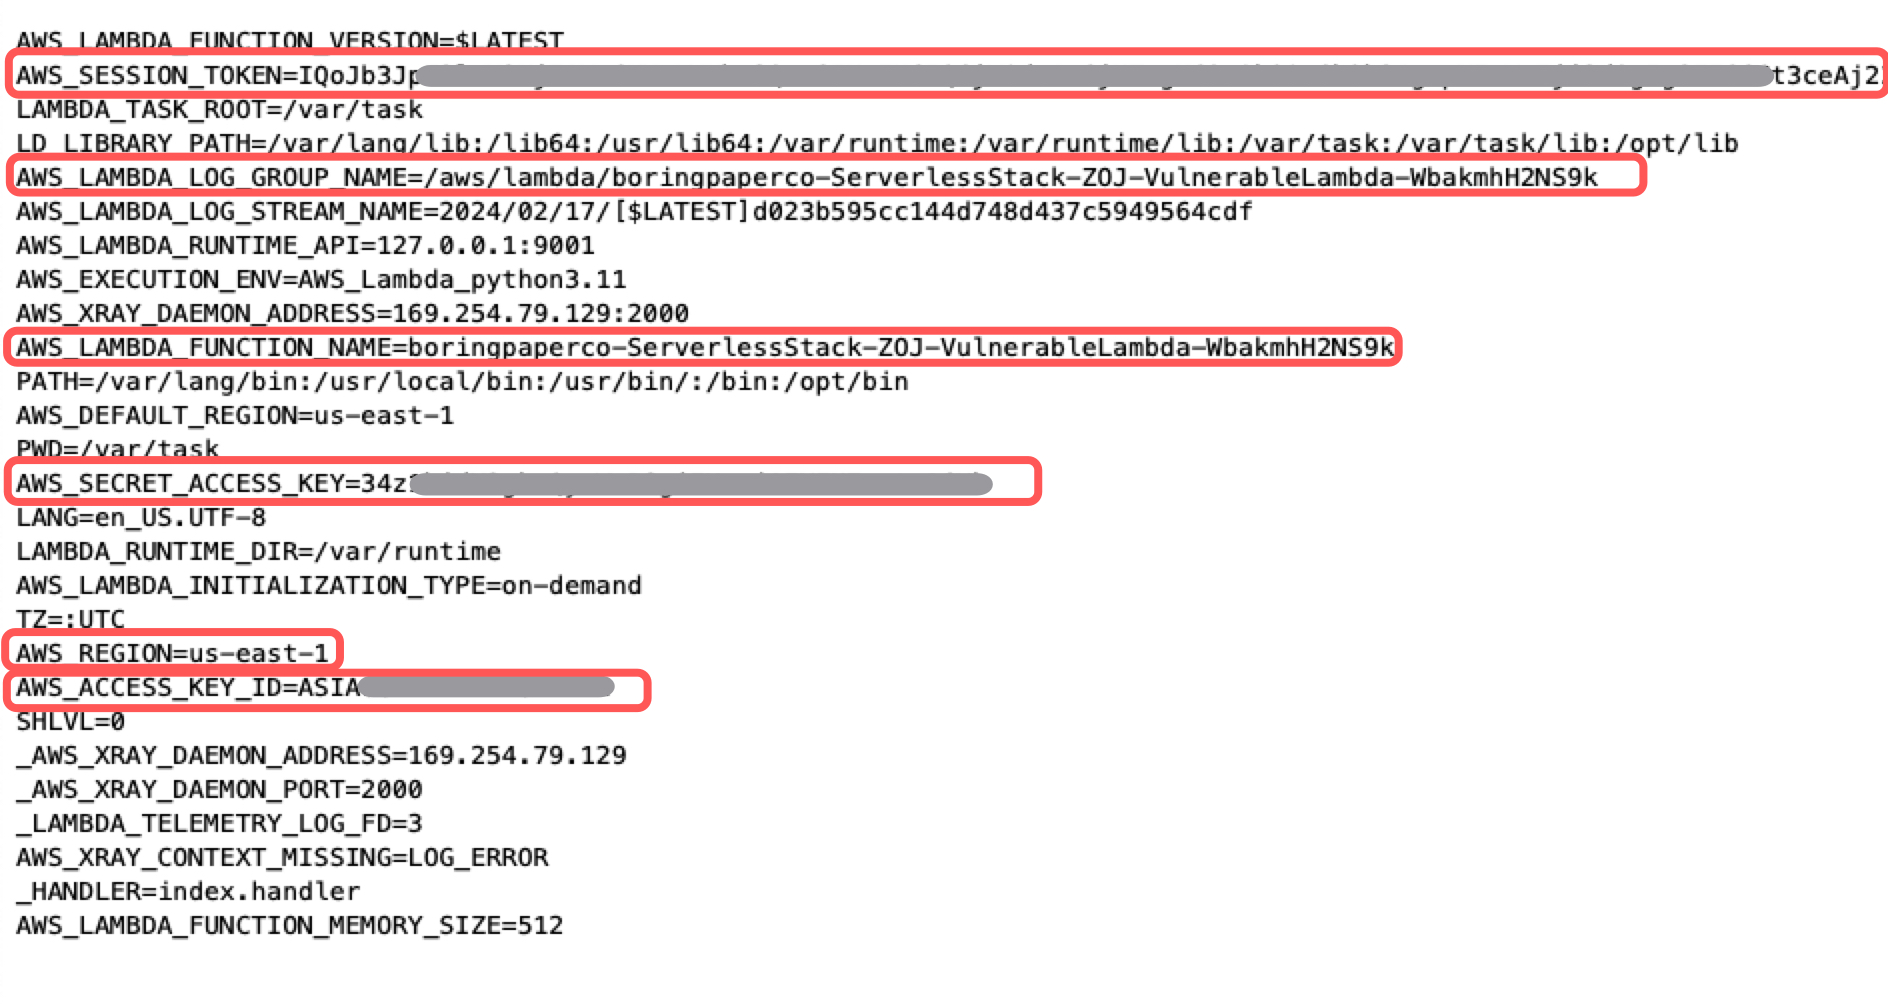 AWS_LAMBDA_FUNCTION_VERSION=$LATEST
AWS_SESSION_TOKEN=IQoJb3Jp t3ceAj2
LAMBDA_TASK_ROOT=/var/task
LD_LIBRARY_PATH=/var/lang/lib:/lib64:/usr/lib64:/var/runtime:/var/runtime/lib:/var/task:/var/task/lib:/opt/lib
AWS_LAMBDA_LOG_GROUP_NAME=/aws/lambda/boringpaperco-ServerlessStack-ZOJ-VulnerableLambda-WbakmhH2NS9k
AWS_LAMBDA_LOG_STREAM_NAME=2024/02/17/[$LATEST]d023b595cc144d748d437c5949564cdf
AWS_LAMBDA_RUNTIME_API=127.0.0.1:9001
AWS_EXECUTION_ENV=AWS_Lambda_python3.11
AWS_XRAY_DAEMON_ADDRESS=169.254.79.129:2000
AWS_LAMBDA_FUNCTION_NAME=boringpaperco-ServerlessStack-ZOJ-VulnerableLambda-WbakmhH2NS9k
PATH=/var/lang/bin:/usr/local/bin:/usr/bin/:/bin:/opt/bin
AWS_DEFAULT_REGION=us-east-1
PWD=/var/task
AWS_SECRET_ACCESS_KEY=34z
LANG=en_US.UTF-8
LAMBDA_RUNTIME_DIR=/var/runtime
AWS_LAMBDA_INITIALIZATION_TYPE=on-demand
TZ=:UTC
AWS_REGION=us-east-1
AWS_ACCESS_KEY_ID=ASIA
SHLVL=0
_AWS_XRAY_DAEMON_ADDRESS=169.254.79.129
_AWS_XRAY_DAEMON_PORT=2000
_LAMBDA_TELEMETRY_LOG_FD=3
AWS_XRAY_CONTEXT_MISSING=LOG_ERROR
_HANDLER=index.handler
AWS_LAMBDA_FUNCTION_MEMORY_SIZE=512